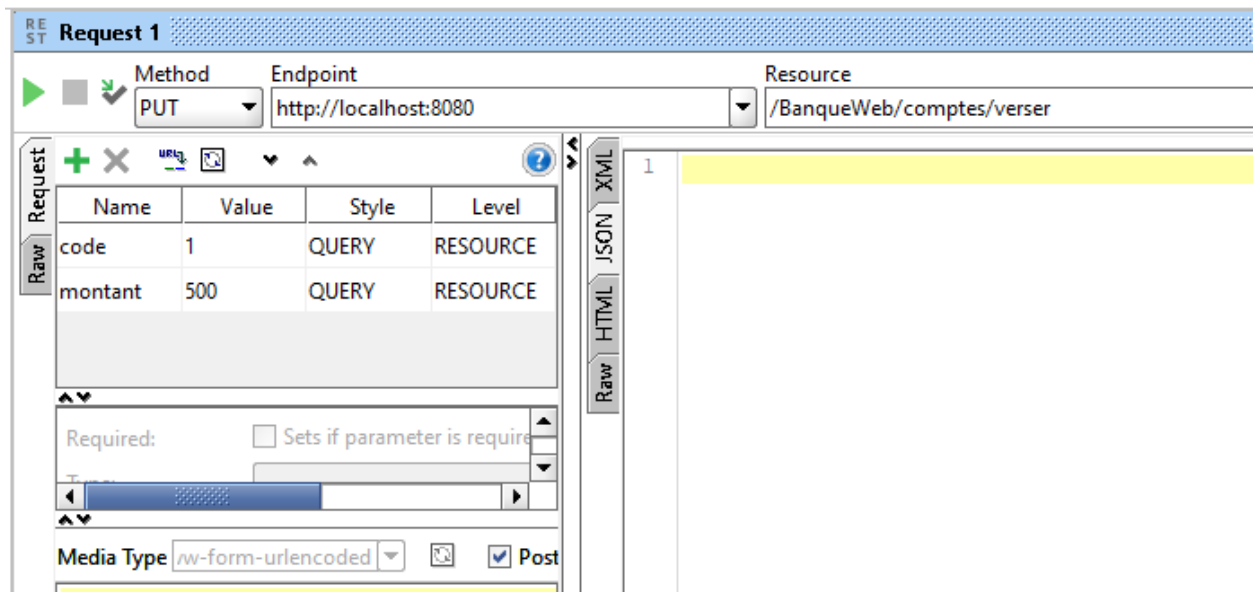 RE
ST Request 1
Method Endpoint Resource
PUT http://localhost:8080 /BanqueWeb/comptes/verser
Request
Raw
URL
Name Value Style Level
code 1 QUERY RESOURCE
montant 500 QUERY RESOURCE
Required: Sets if parameter is require
Media Type /w-form-urlencoded Post
XML
JSON
HTML
Raw
1